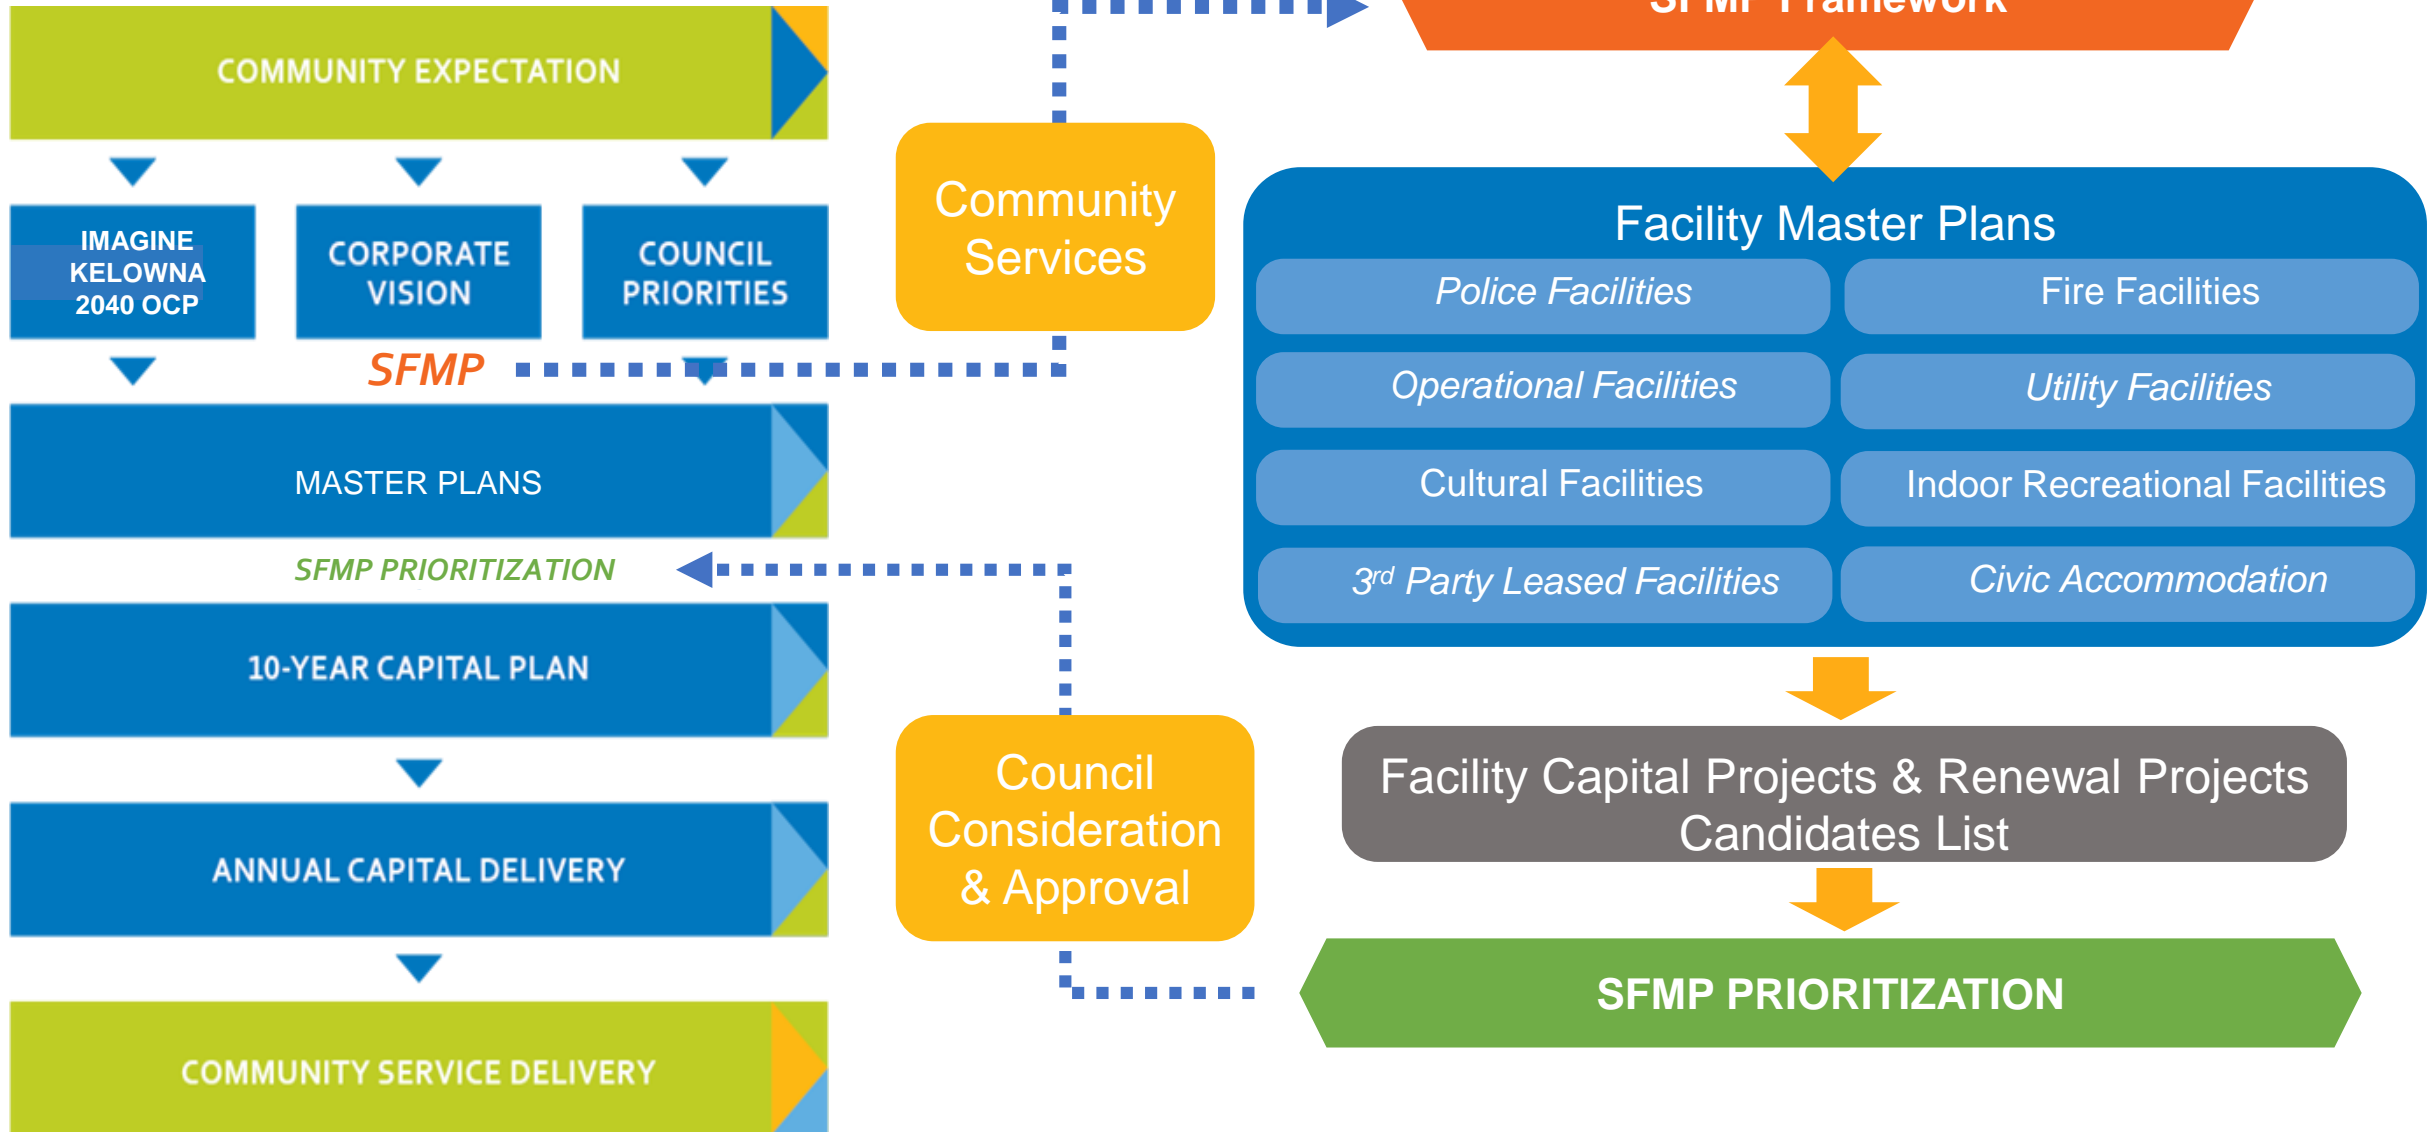 SFMP Framework
COMMUNITY EXPECTATION
IMAGINE
KELOWNA
2040 OCP
CORPORATE
VISION
COUNCIL
PRIORITIES
SFMP
MASTER PLANS
SFMP PRIORITIZATION
10-YEAR CAPITAL PLAN
ANNUAL CAPITAL DELIVERY
COMMUNITY SERVICE DELIVERY
Community
Services
Council
Consideration
& Approval
Facility Master Plans
Police Facilities
Fire Facilities
Operational Facilities
Utility Facilities
Cultural Facilities
Indoor Recreational Facilities
3rd Party Leased Facilities
Civic Accommodation
Facility Capital Projects & Renewal Projects
Candidates List
SFMP PRIORITIZATION